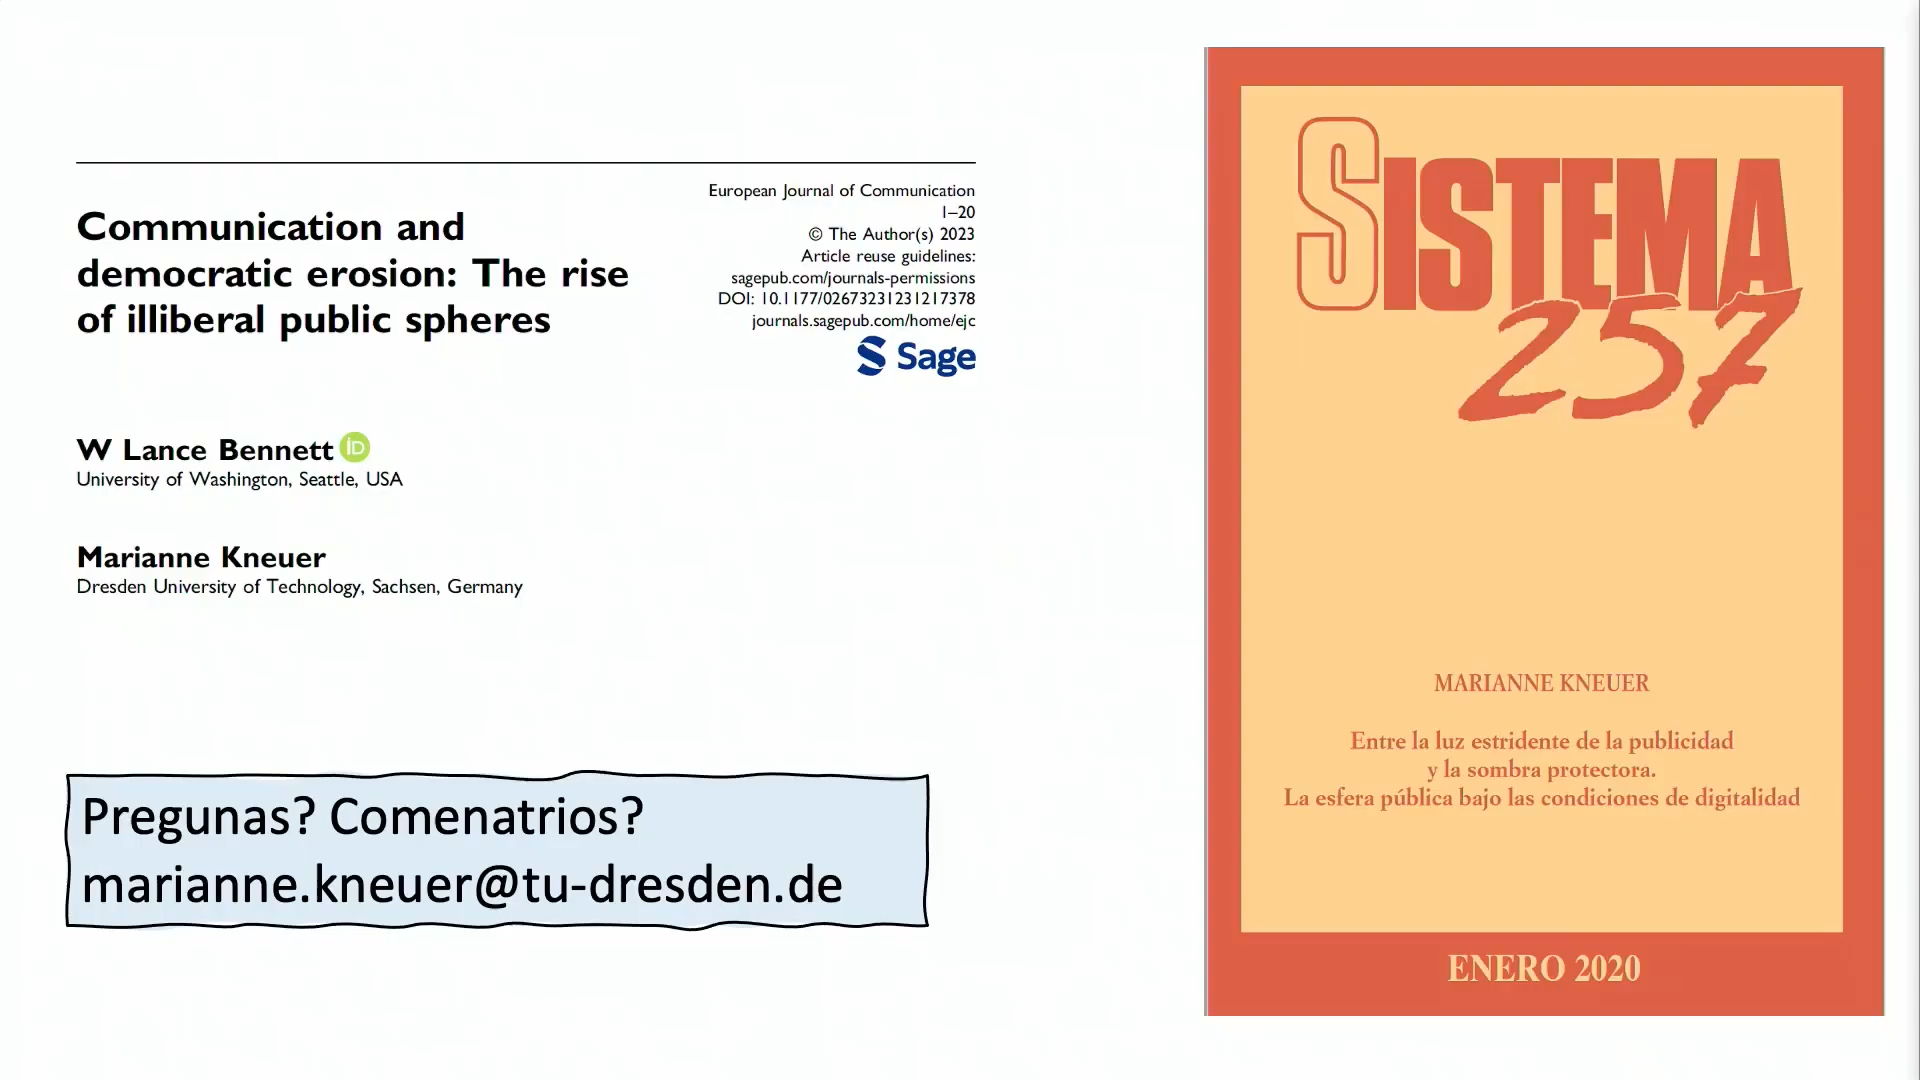 Communication and
democratic erosion: The rise
of illiberal public spheres
European Journal of Communication
1–20
© The Author(s) 2023
Article reuse guidelines:
sagepub.com/journals-permissions
DOI: 10.1177/02673231231217378
journals.sagepub.com/home/ejc
Sage
W Lance Bennett iD
University of Washington, Seattle, USA
Marianne Kneuer
Dresden University of Technology, Sachsen, Germany
Pregunas? Comenatrios?
marianne.kneuer@tu-dresden.de
SISTEMA
257
MARIANNE KNEUER
Entre la luz estridente de la publicidad
y la sombra protectora.
La esfera pública bajo las condiciones de digitalidad
ENERO 2020